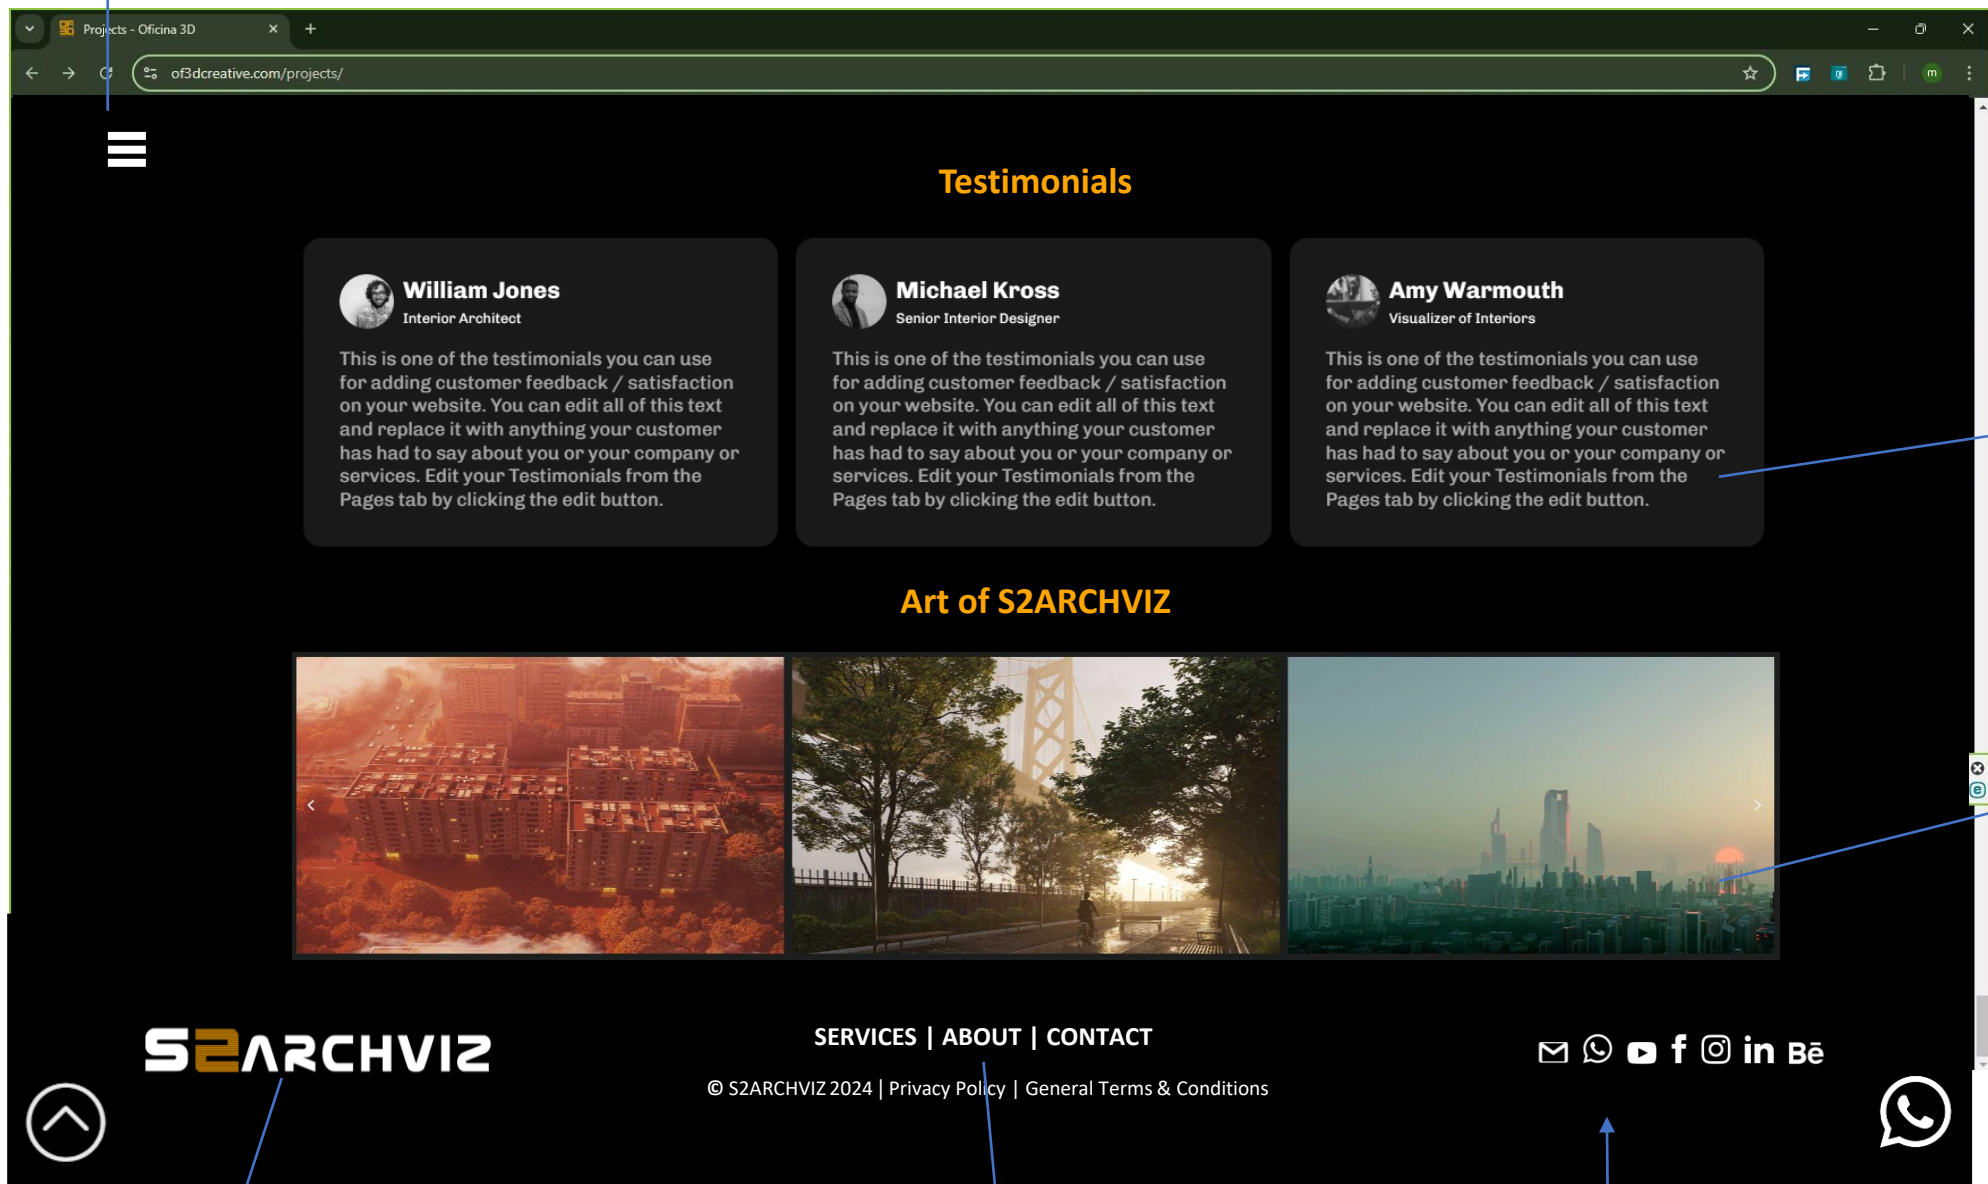 Projects - Oficina 3D
of3dcreative.com/projects/
m
Testimonials
William Jones
Interior Architect
This is one of the testimonials you can use
for adding customer feedback / satisfaction
on your website. You can edit all of this text
and replace it with anything your customer
has had to say about you or your company or
services. Edit your Testimonials from the
Pages tab by clicking the edit button.
Michael Kross
Senior Interior Designer
This is one of the testimonials you can use
for adding customer feedback / satisfaction
on your website. You can edit all of this text
and replace it with anything your customer
has had to say about you or your company or
services. Edit your Testimonials from the
Pages tab by clicking the edit button.
Amy Warmouth
Visualizer of Interiors
This is one of the testimonials you can use
for adding customer feedback / satisfaction
on your website. You can edit all of this text
and replace it with anything your customer
has had to say about you or your company or
services. Edit your Testimonials from the
Pages tab by clicking the edit button.
Art of S2ARCHVIZ
S2ARCHVIZ
SERVICES | ABOUT | CONTACT
© S2ARCHVIZ 2024 | Privacy Policy | General Terms & Conditions
f in Bē